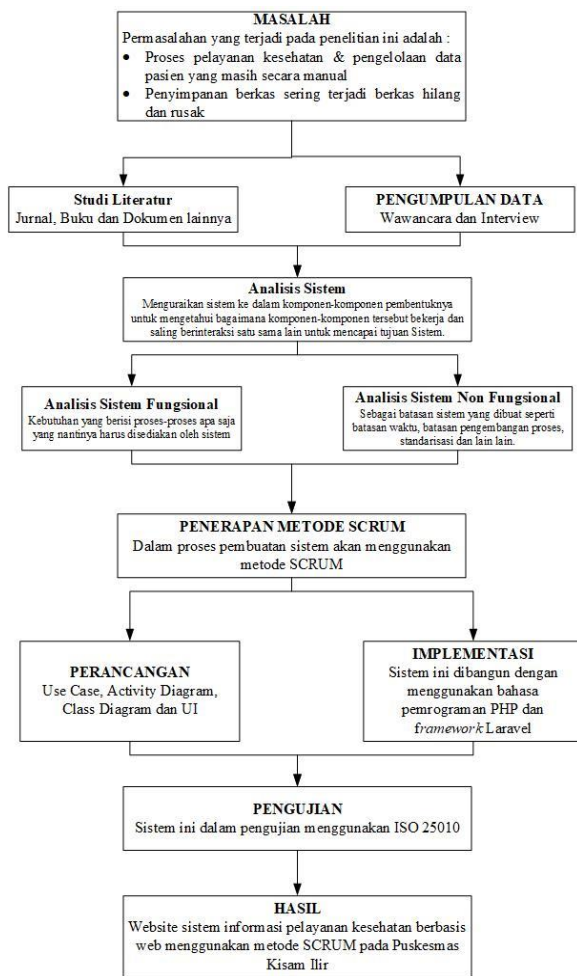 MASALAH
Permasalahan yang terjadi pada penelitian ini adalah :
• Proses pelayanan kesehatan & pengelolaan data
pasien yang masih secara manual
• Penyimpanan berkas sering terjadi berkas hilang
dan rusak
Studi Literatur
Jurnal, Buku dan Dokumen lainnya
PENGUMPULAN DATA
Wawancara dan Interview
Analisis Sistem
Menguraikan sistem ke dalam komponen-komponen pembentuknya
untuk mengetahui bagaimana komponen-komponen tersebut bekerja dan
saling berinteraksi satu sama lain untuk mencapai tujuan Sistem.
Analisis Sistem Fungsional
Kebutuhan yang berisi proses-proses apa saja
yang nantinya harus disediakan oleh sistem
Analisis Sistem Non Fungsional
Sebagai batasan sistem yang dibuat seperti
batasan waktu, batasan pengembangan proses,
standarisasi dan lain lain.
PENERAPAN METODE SCRUM
Dalam proses pembuatan sistem akan menggunakan
metode SCRUM
PERANCANGAN
Use Case, Activity Diagram,
Class Diagram dan UI
IMPLEMENTASI
Sistem ini dibangun dengan
menggunakan bahasa
pemrograman PHP dan
framework Laravel
PENGUJIAN
Sistem ini dalam pengujian menggunakan ISO 25010
HASIL
Website sistem informasi pelayanan kesehatan berbasis
web menggunakan metode SCRUM pada Puskesmas
Kisam Ilir